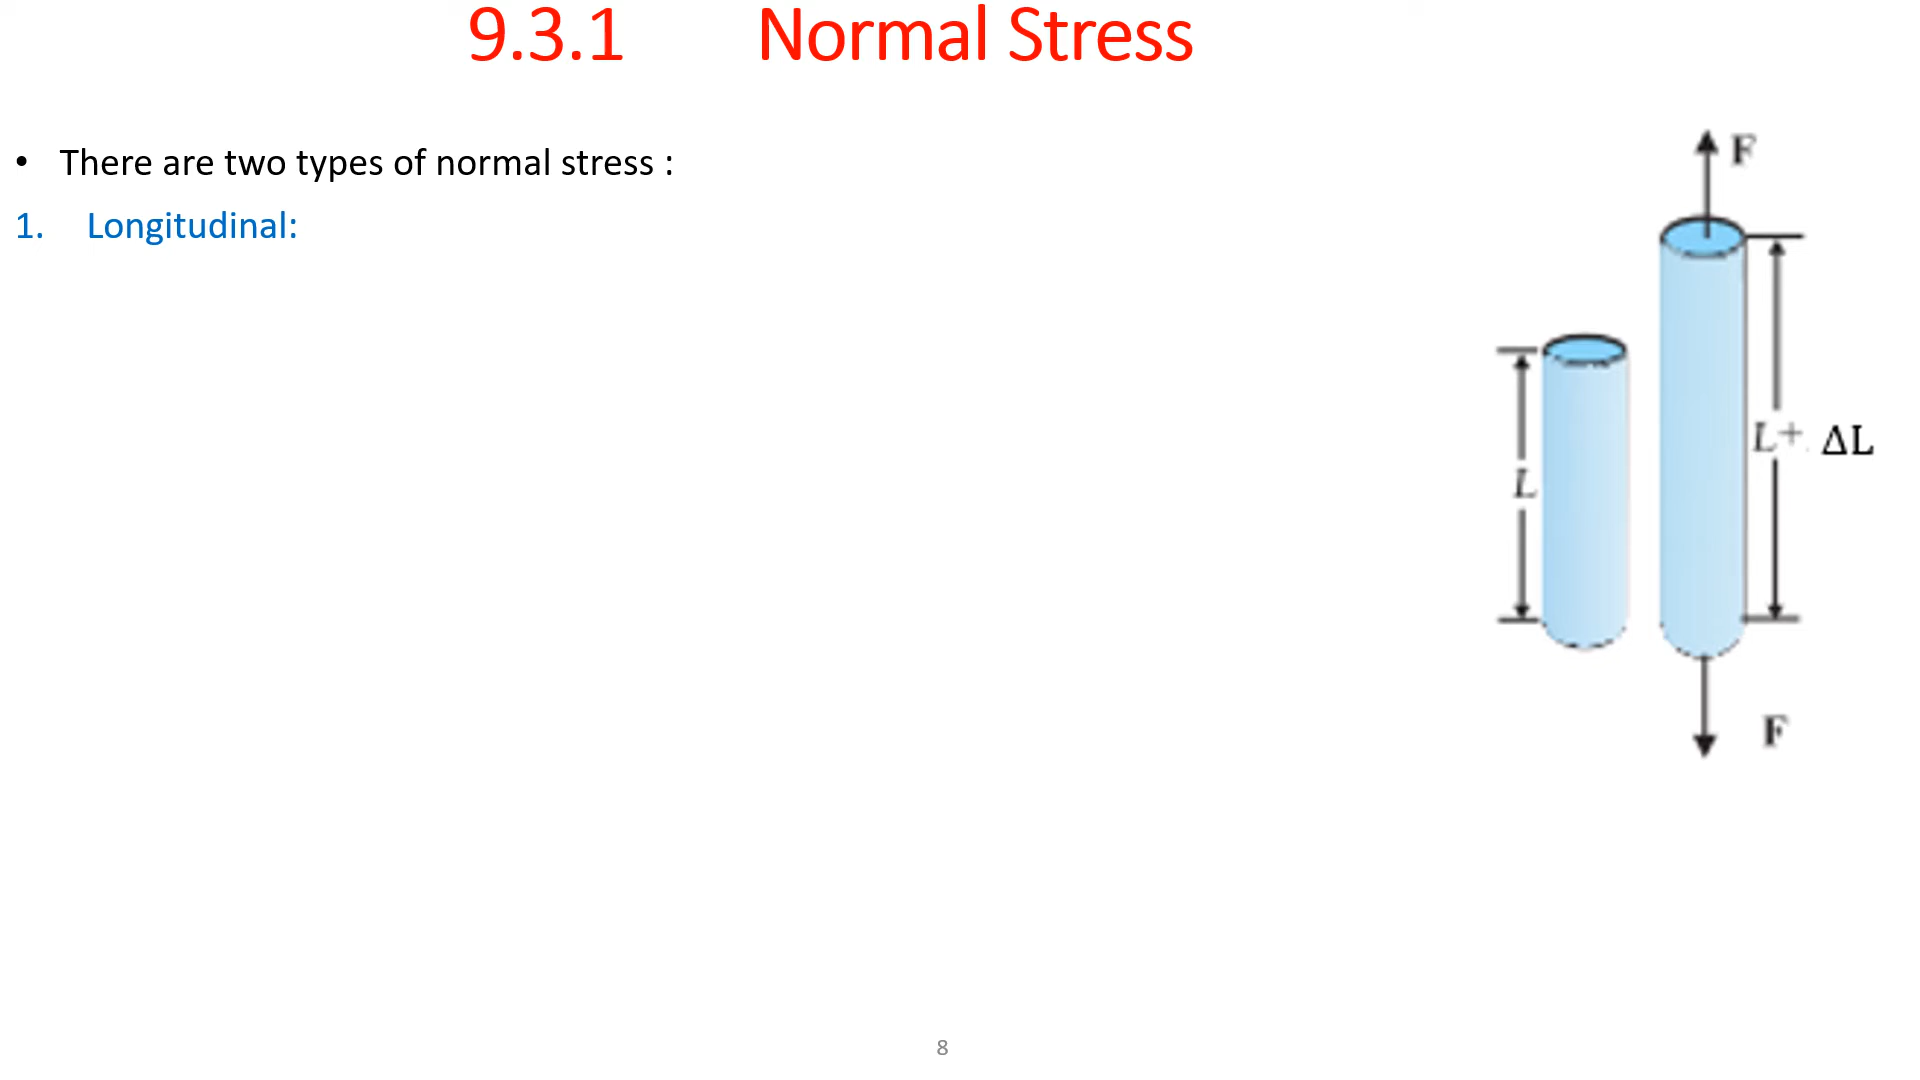 9.3.1 Normal Stress
• There are two types of normal stress :
1. Longitudinal:
F
L
L+ ΔL
F
8